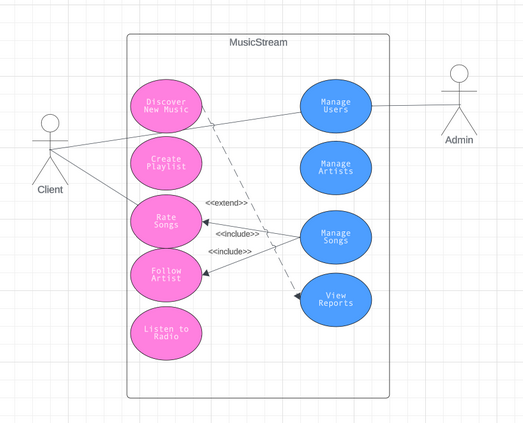 MusicStream
Discover
New Music
Manage
Users
Admin
Client
Create
Playlist
Manage
Artists
<<extend>>
Rate
Songs
<<include>>
Manage
Songs
<<include>>
Follow
Artist
View
Reports
Listen to
Radio